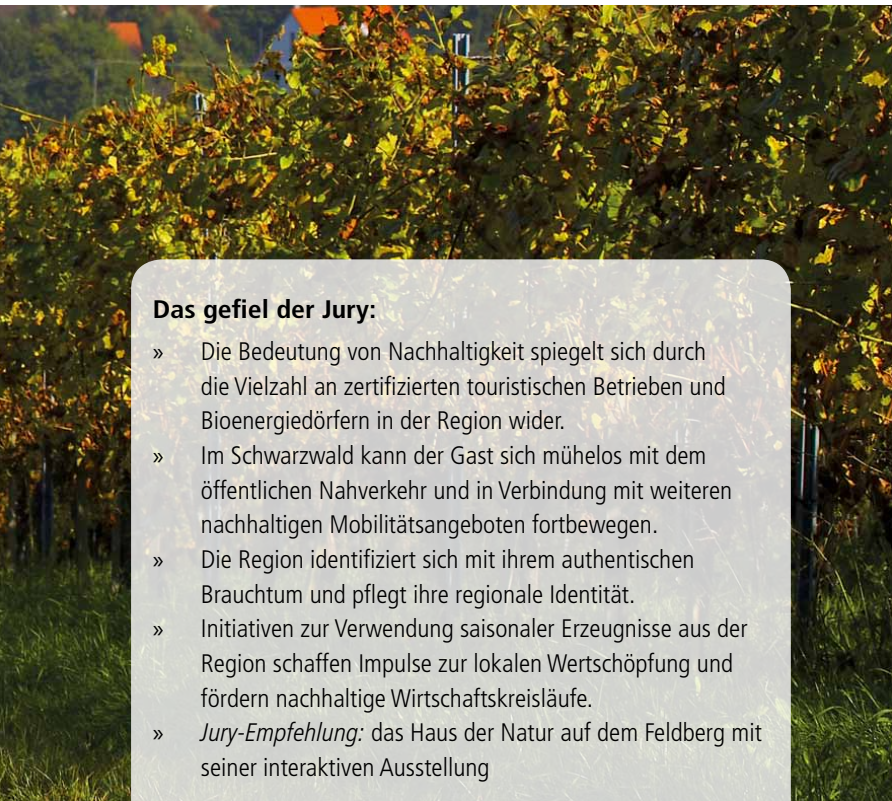 Das gefiel der Jury:
» Die Bedeutung von Nachhaltigkeit spiegelt sich durch
die Vielzahl an zertifizierten touristischen Betrieben und
Bioenergiedörfern in der Region wider.
» Im Schwarzwald kann der Gast sich mühelos mit dem
öffentlichen Nahverkehr und in Verbindung mit weiteren
nachhaltigen Mobilitätsangeboten fortbewegen.
» Die Region identifiziert sich mit ihrem authentischen
Brauchtum und pflegt ihre regionale Identität.
» Initiativen zur Verwendung saisonaler Erzeugnisse aus der
Region schaffen Impulse zur lokalen Wertschöpfung und
fördern nachhaltige Wirtschaftskreisläufe.
» Jury-Empfehlung: das Haus der Natur auf dem Feldberg mit
seiner interaktiven Ausstellung